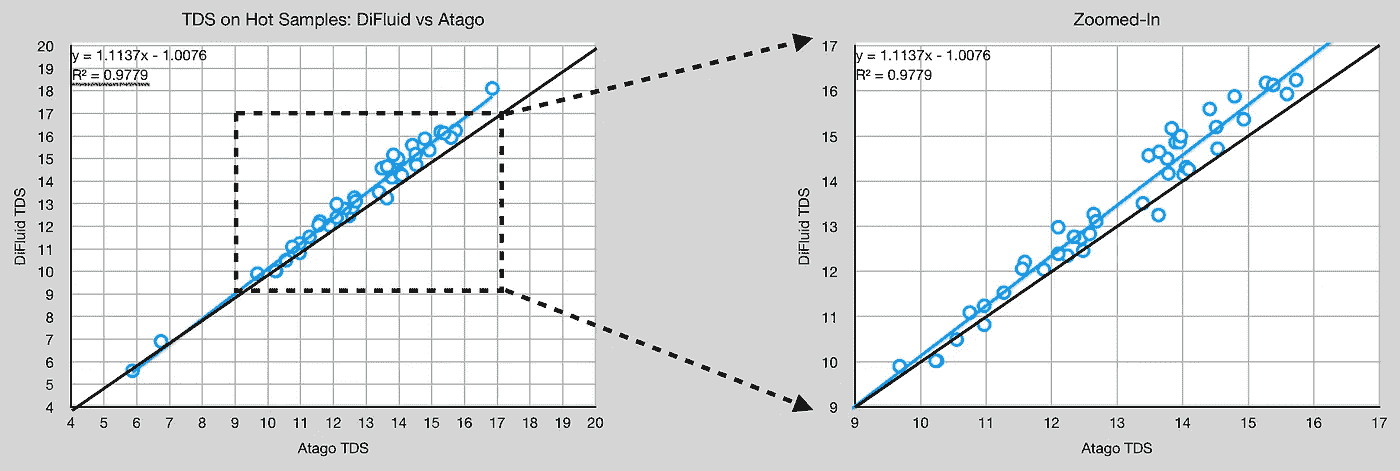 TDS on Hot Samples: DiFluid vs Atago
y = 1.1137x - 1.0076
R² = 0.9779
20
19
18
17
16
15
14
13
12
11
10
9
8
7
6
5
4
DiFluid TDS
4 5 6 7 8 9 10 11 12 13 14 15 16 17 18 19 20
Atago TDS
Zoomed-In
y = 1.1137x - 1.0076
R² = 0.9779
17
16
15
14
13
12
11
10
9
DiFluid TDS
9 10 11 12 13 14 15 16 17
Atago TDS